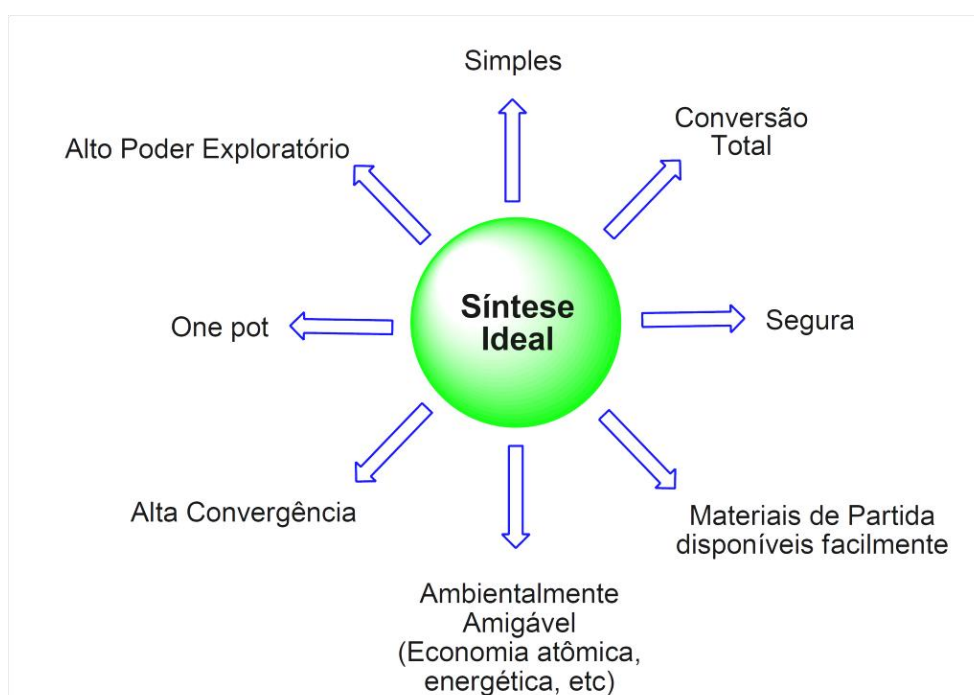 Simples
Conversão
Total
Alto Poder Exploratório
Síntese
Ideal
One pot
Segura
Alta Convergência
Materiais de Partida
disponíveis facilmente
Ambientalmente
Amigável
(Economia atômica,
energética, etc)